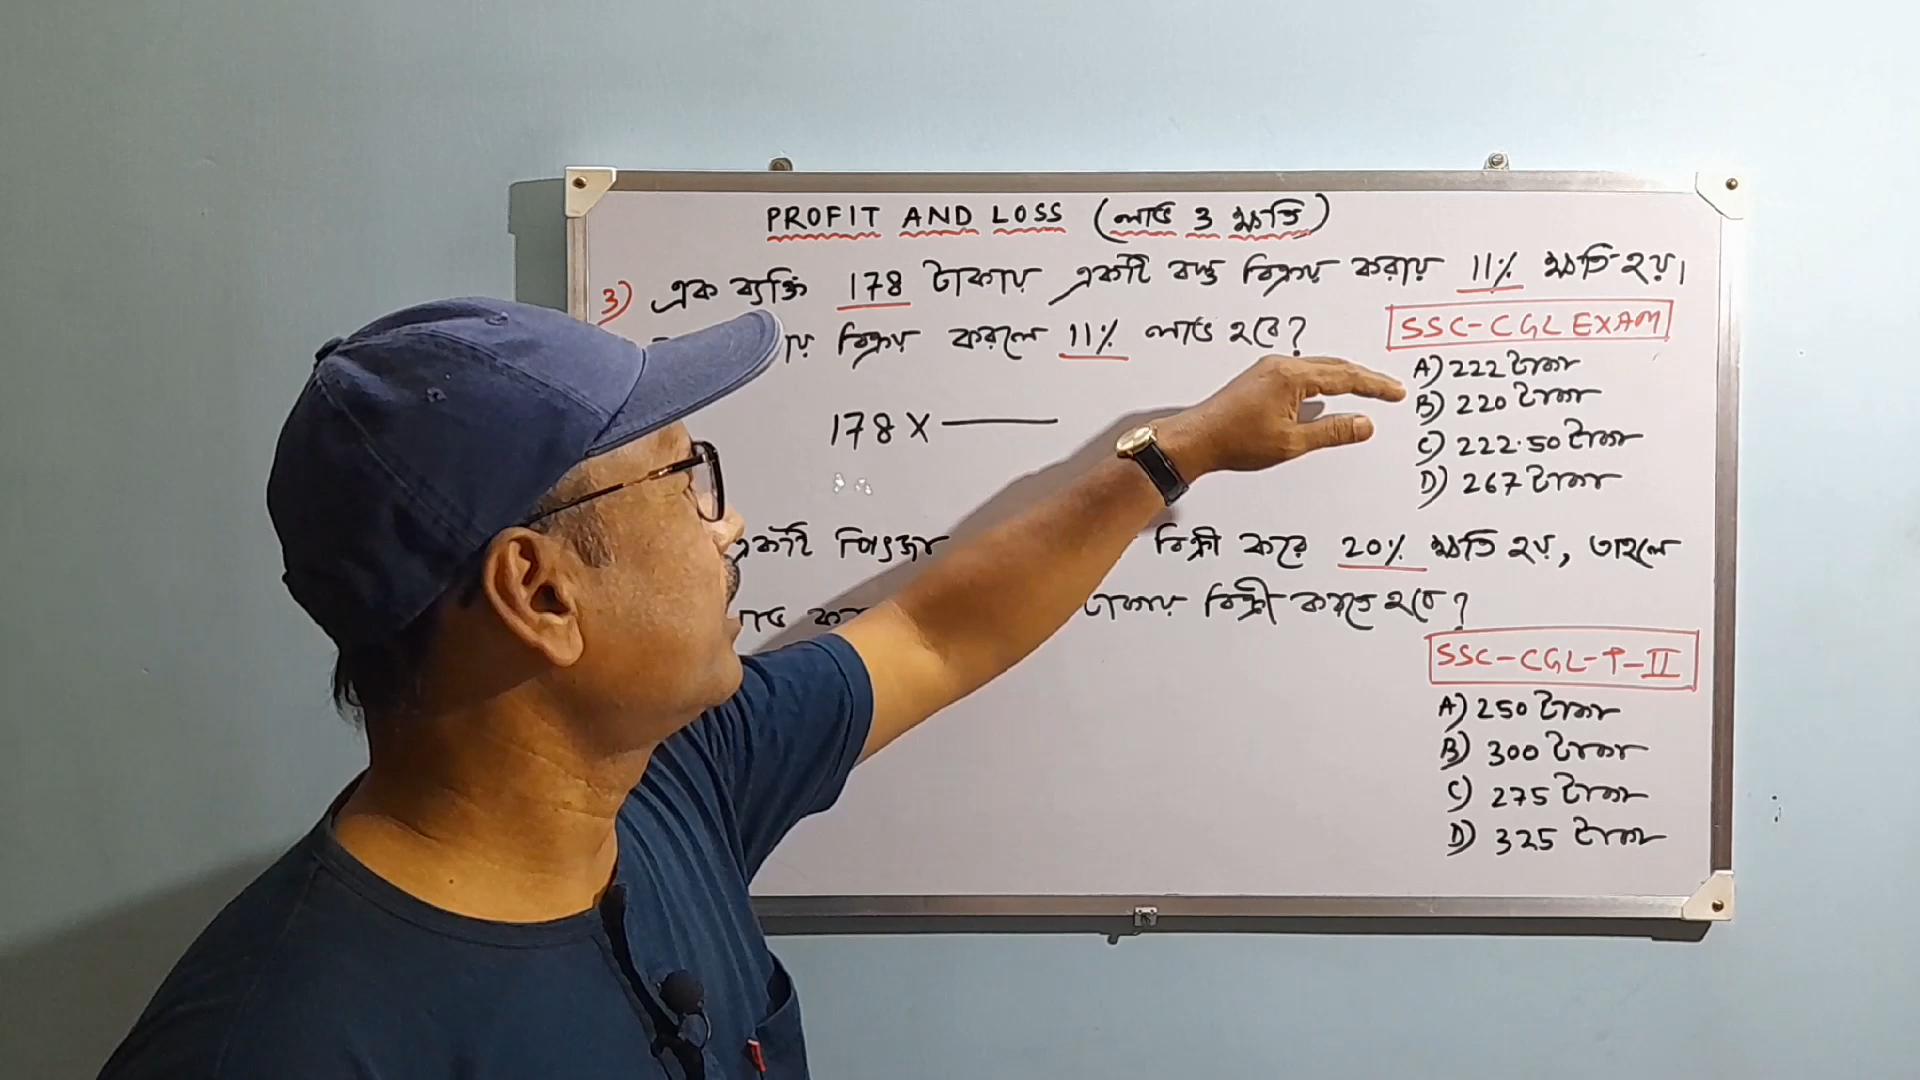 PROFIT AND LOSS (লাভ ও ক্ষতি)
3) এক ব্যক্তি 178 টাকায় একটি বস্তু বিক্রয় করায় 11% ক্ষতি হয়।
বিক্রয় করলে 11% লাভ হবে?
SSC-CGL EXAM
A) 222 টাকা
B) 220 টাকা
C) 222.50 টাকা
D) 267 টাকা
178 ×
একটি বিক্রী করে 20% ক্ষতি হয়, তাহলে
টাকায় বিক্রী করতে হবে?
SSC-CGL-T-II
A) 250 টাকা
B) 300 টাকা
C) 275 টাকা
D) 325 টাকা